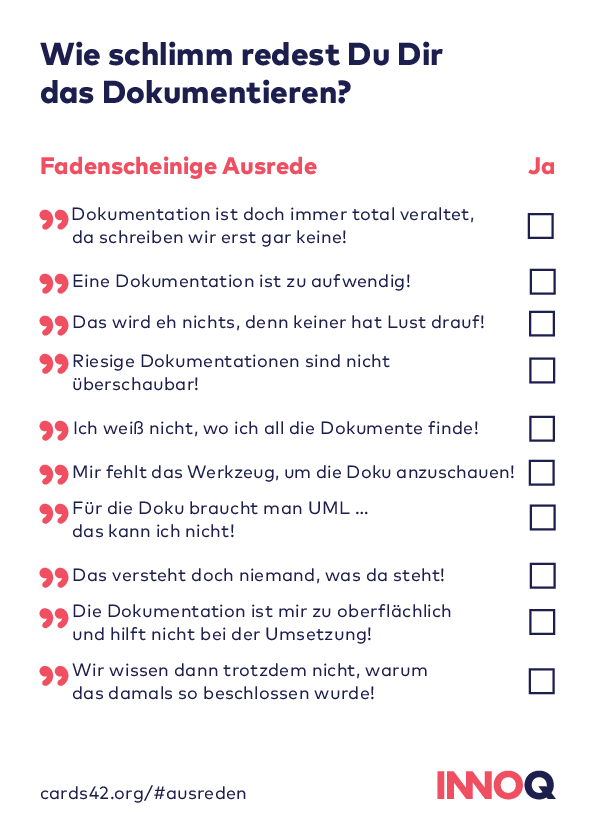 Wie schlimm redest Du Dir
das Dokumentieren?
Fadenscheinige Ausrede Ja
Dokumentation ist doch immer total veraltet,
da schreiben wir erst gar keine!
Eine Dokumentation ist zu aufwendig!
Das wird eh nichts, denn keiner hat Lust drauf!
Riesige Dokumentationen sind nicht
überschaubar!
Ich weiß nicht, wo ich all die Dokumente finde!
Mir fehlt das Werkzeug, um die Doku anzuschauen!
Für die Doku braucht man UML ...
das kann ich nicht!
Das versteht doch niemand, was da steht!
Die Dokumentation ist mir zu oberflächlich
und hilft nicht bei der Umsetzung!
Wir wissen dann trotzdem nicht, warum
das damals so beschlossen wurde!
cards42.org/#ausreden
INNOQ